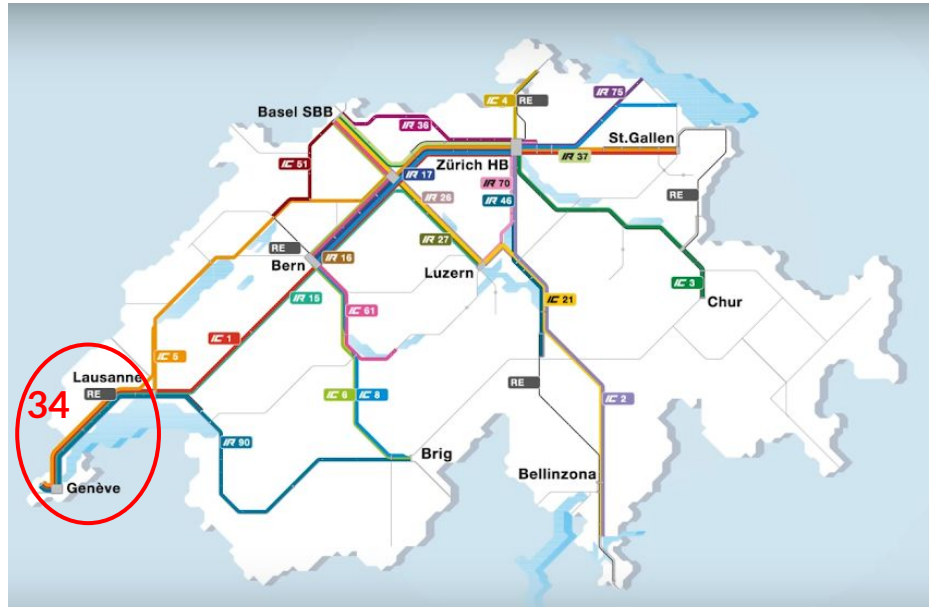 IC 4
RE
IR 75
Basel SBB
IR 36
St.Gallen
IR 37
IC 51
Zürich HB
IR 17
IR 70
IR 26
IR 46
RE
IR 27
RE
IR 16
Bern
Luzern
IC 3
IR 15
IC 61
IC 21
Chur
IC 1
IC 5
Lausanne
RE
RE
34
IC 6
IC 8
IC 2
IR 90
Brig
Bellinzona
Genève